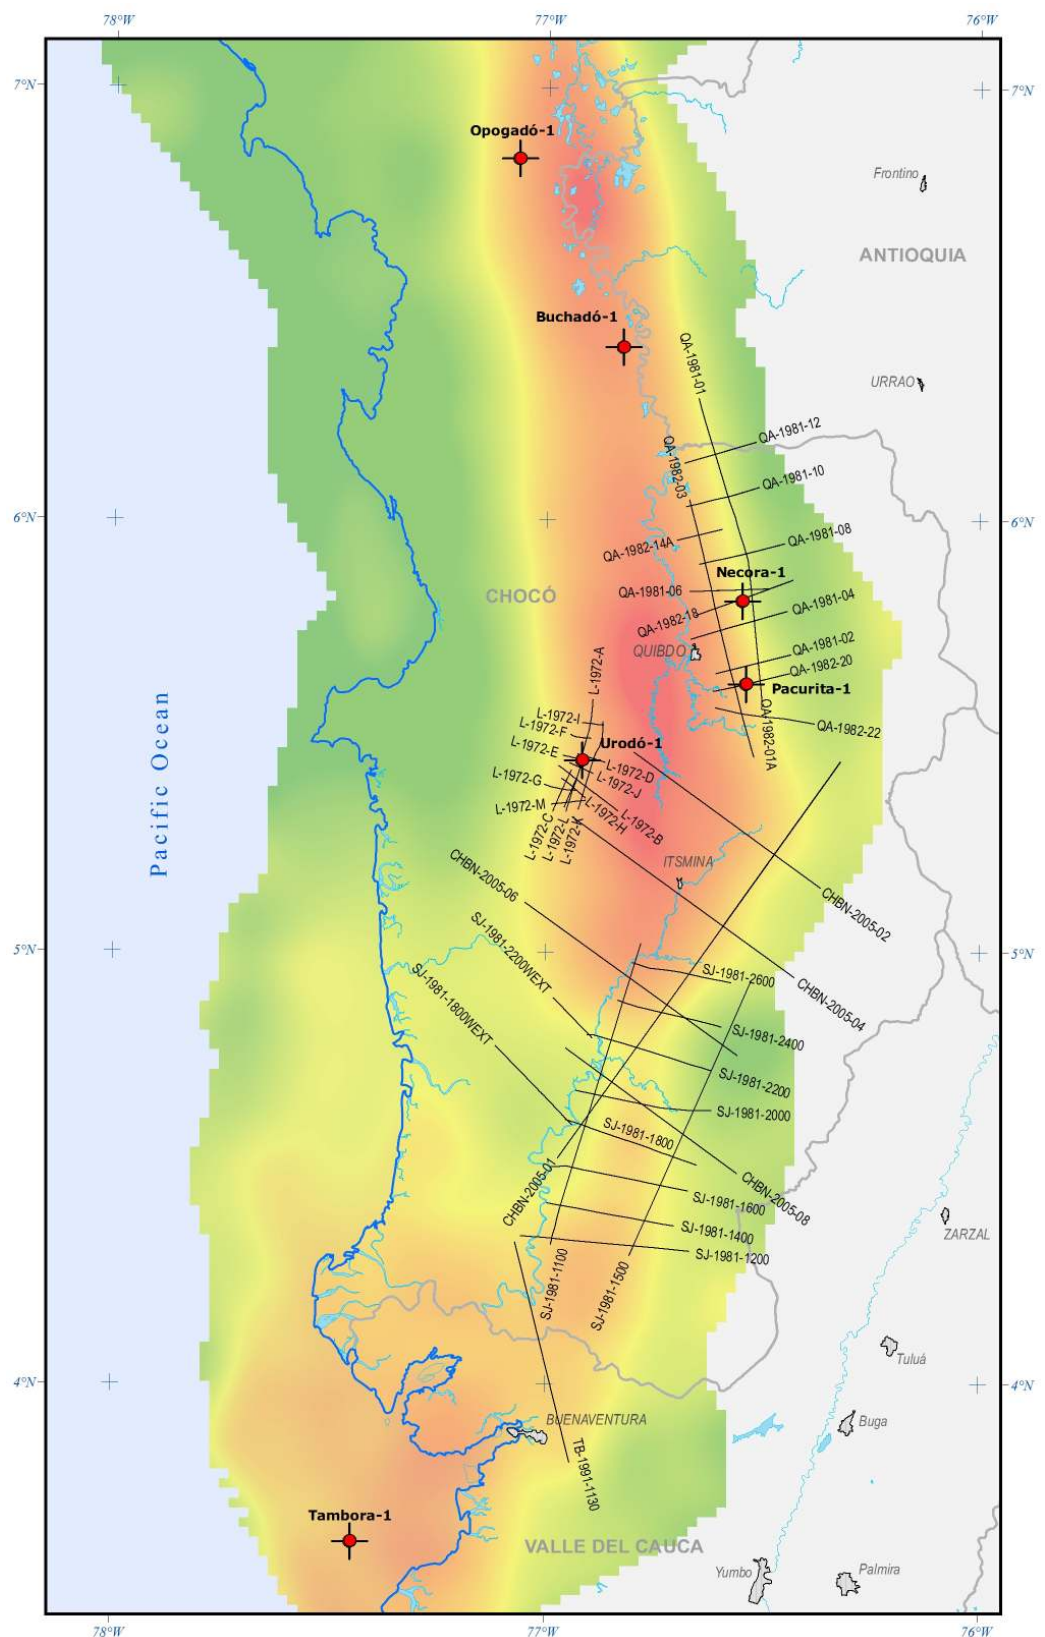 78°W
77°W
76°W
7°N
7°N
Opogadó-1
Frontino
ANTIOQUIA
Buchadó-1
QA-1981-01
URRAO
QA-1981-12
QA-1982-03
QA-1981-10
6°N
6°N
QA-1981-08
QA-1982-14A
Necora-1
CHOCÓ
QA-1981-06
QA-1981-04
QA-1982-18
QA-1981-02
QUIBDO
QA-1982-20
L-1972-A
Pacurita-1
L-1972-I
QA-1982-22
L-1972-F
QA-1982-01A
Urodó-1
L-1972-E
L-1972-D
L-1972-G
L-1972-J
L-1972-M
L-1972-H
L-1972-B
L-1972-C
L-1972-L
L-1972-K
Pacific Ocean
ITSMINA
CHBN-2005-06
CHBN-2005-02
SJ-1981-2200WEXT
5°N
5°N
SJ-1981-1800WEXT
SJ-1981-2600
CHBN-2005-04
SJ-1981-2400
SJ-1981-2200
SJ-1981-2000
SJ-1981-1800
CHBN-2005-01
CHBN-2005-08
SJ-1981-1600
SJ-1981-1400
ZARZAL
SJ-1981-1200
SJ-1981-1100
SJ-1981-1500
Tuluá
4°N
4°N
BUENAVENTURA
Buga
TB-1991-1130
Tambora-1
VALLE DEL CAUCA
Yumbo
Palmira
78°W
77°W
76°W